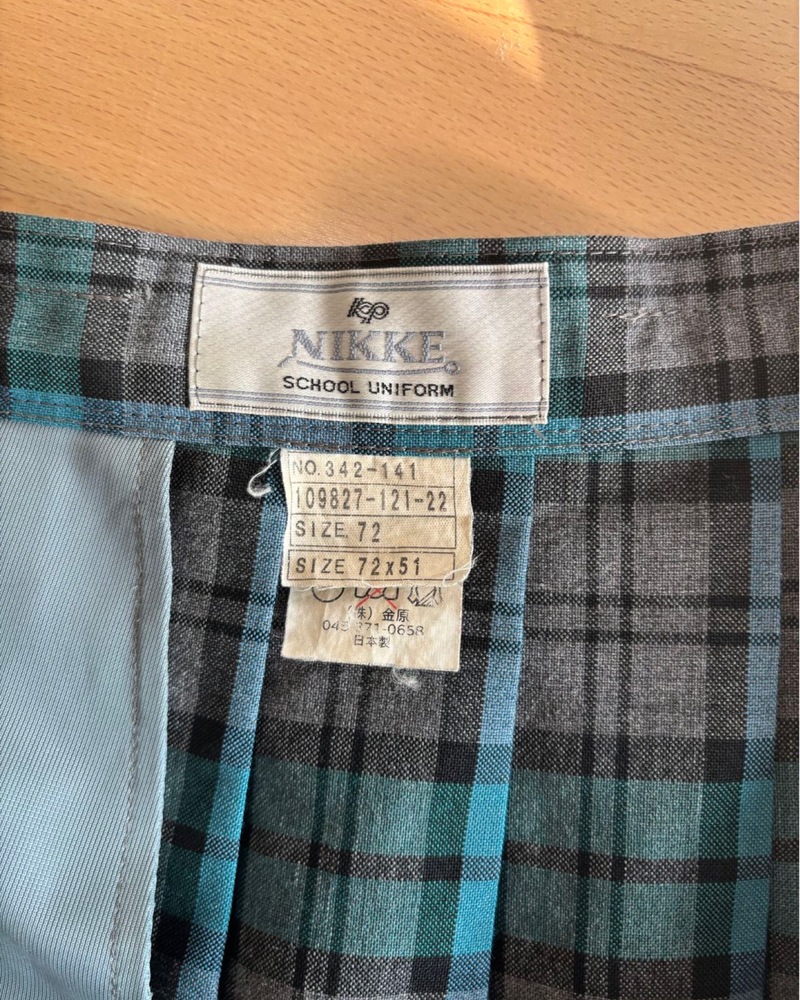 kp
NIKKE
SCHOOL UNIFORM
NO.342-141
109827-121-22
SIZE. 72
SIZE 72x51
(株) 金原
日本製